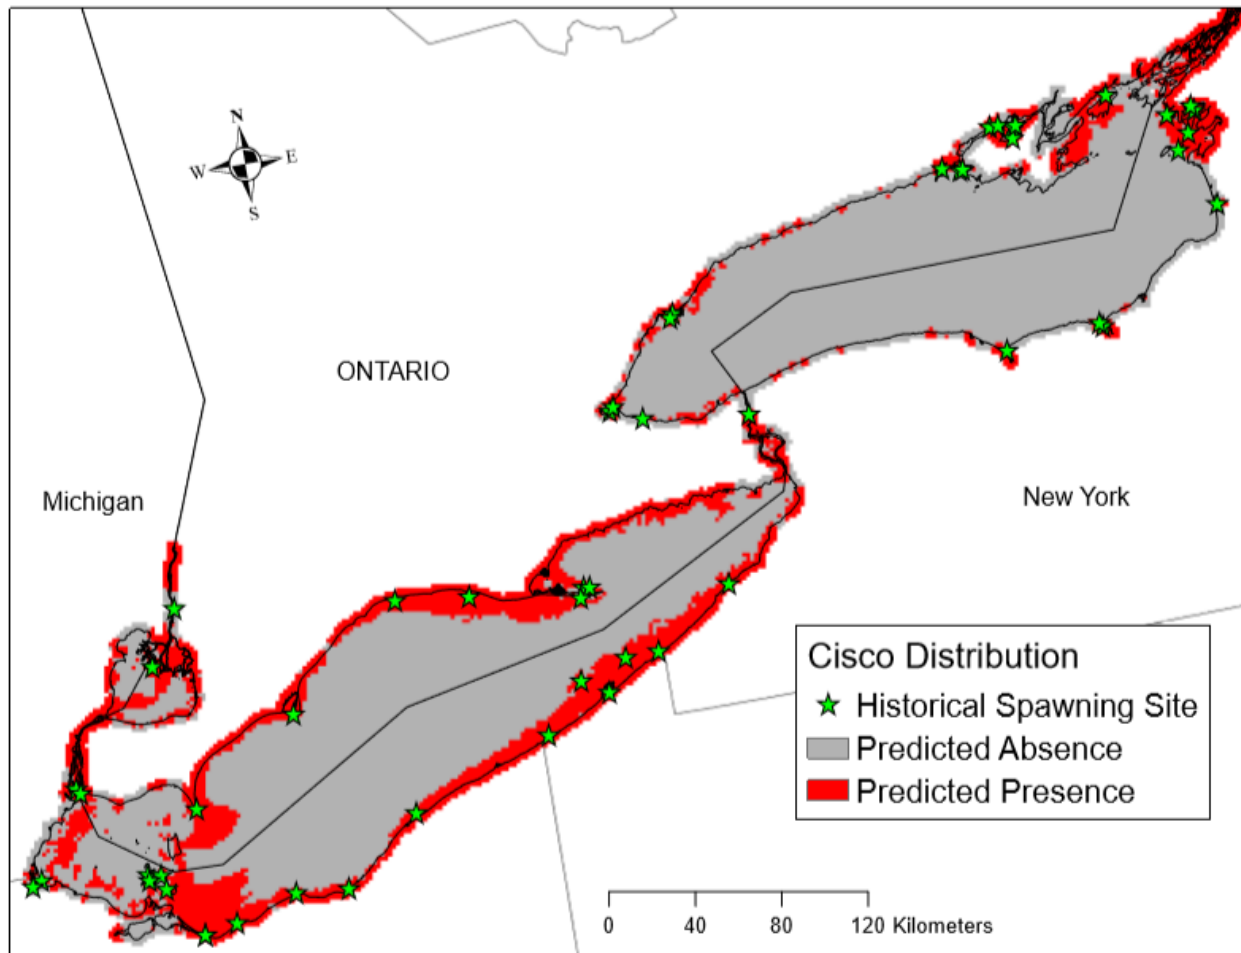 N
W E
S
ONTARIO
Michigan
New York
Cisco Distribution
Historical Spawning Site
Predicted Absence
Predicted Presence
0 40 80 120 Kilometers